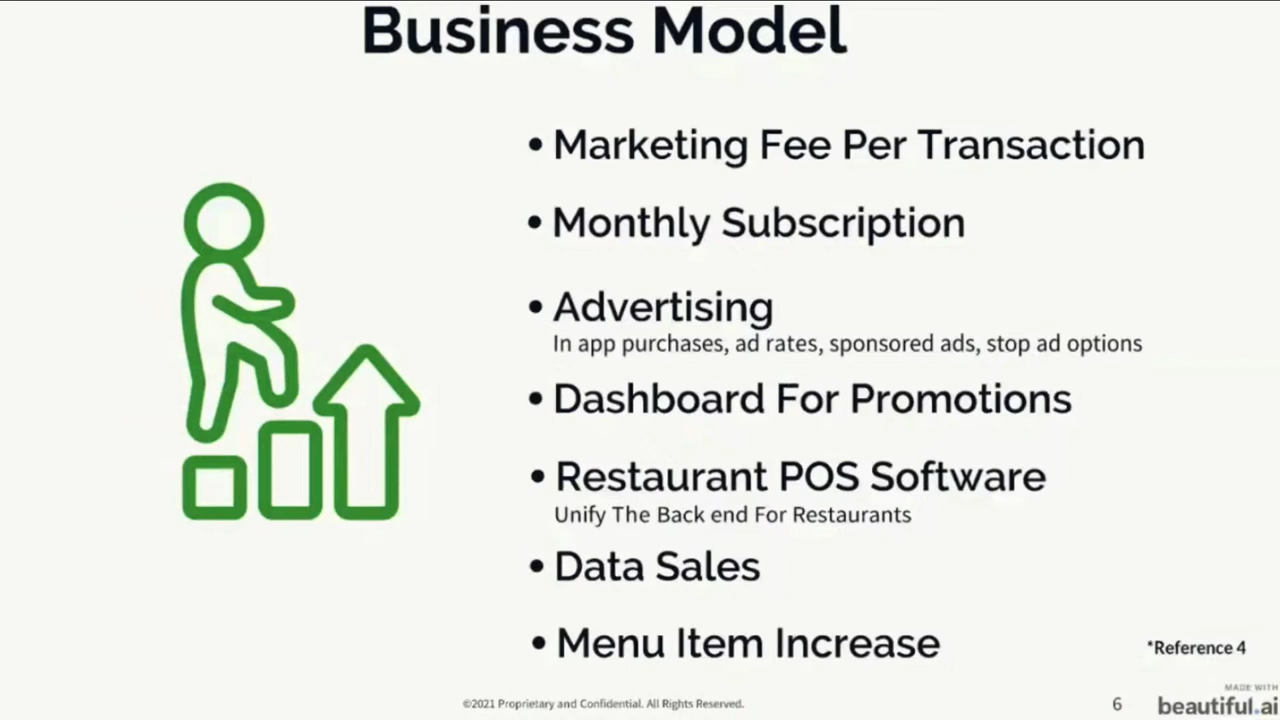 Business Model
• Marketing Fee Per Transaction
• Monthly Subscription
• Advertising
In app purchases, ad rates, sponsored ads, stop ad options
• Dashboard For Promotions
• Restaurant POS Software
Unify The Back end For Restaurants
• Data Sales
• Menu Item Increase
*Reference 4
©2021 Proprietary and Confidential. All Rights Reserved.
6
MADE WITH
beautiful.ai